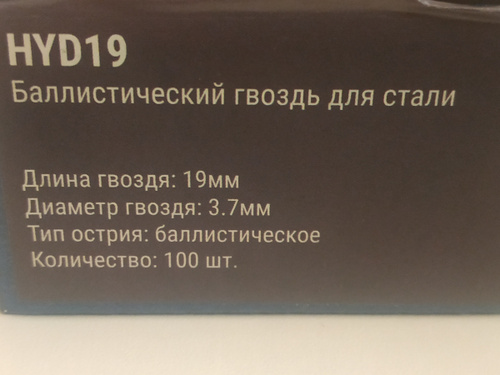 HYD19
Баллистический гвоздь для стали
Длина гвоздя: 19мм
Диаметр гвоздя: 3.7мм
Тип острия: баллистическое
Количество: 100 шт.